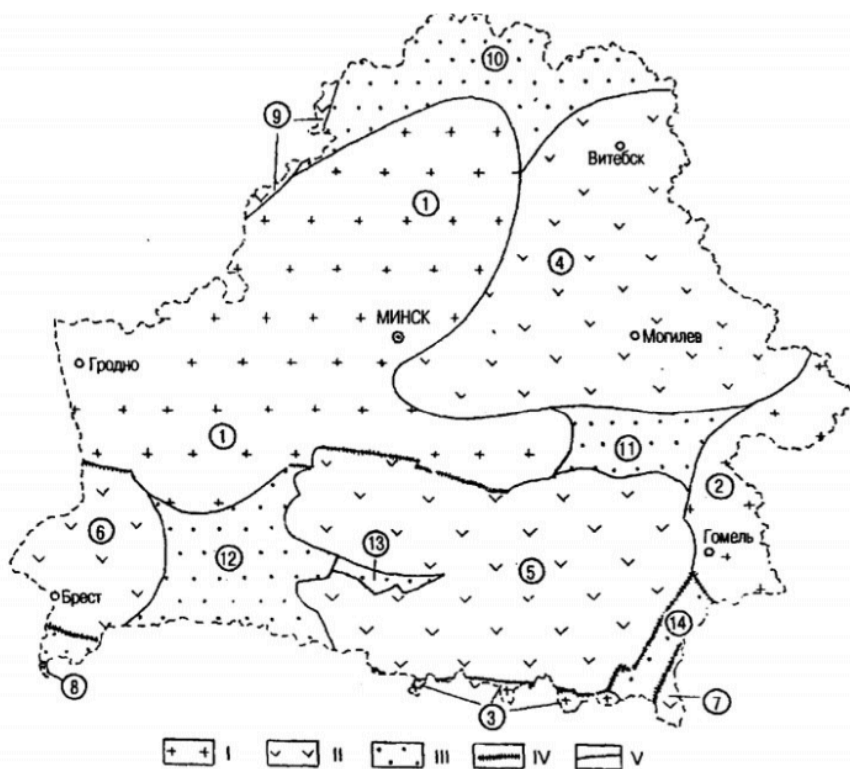 10
9
Витебск
1
4
МИНСК
Могилев
Гродно
1
11
2
6
12
13
5
Гомель
Брест
14
8
3
7
I II III IV V